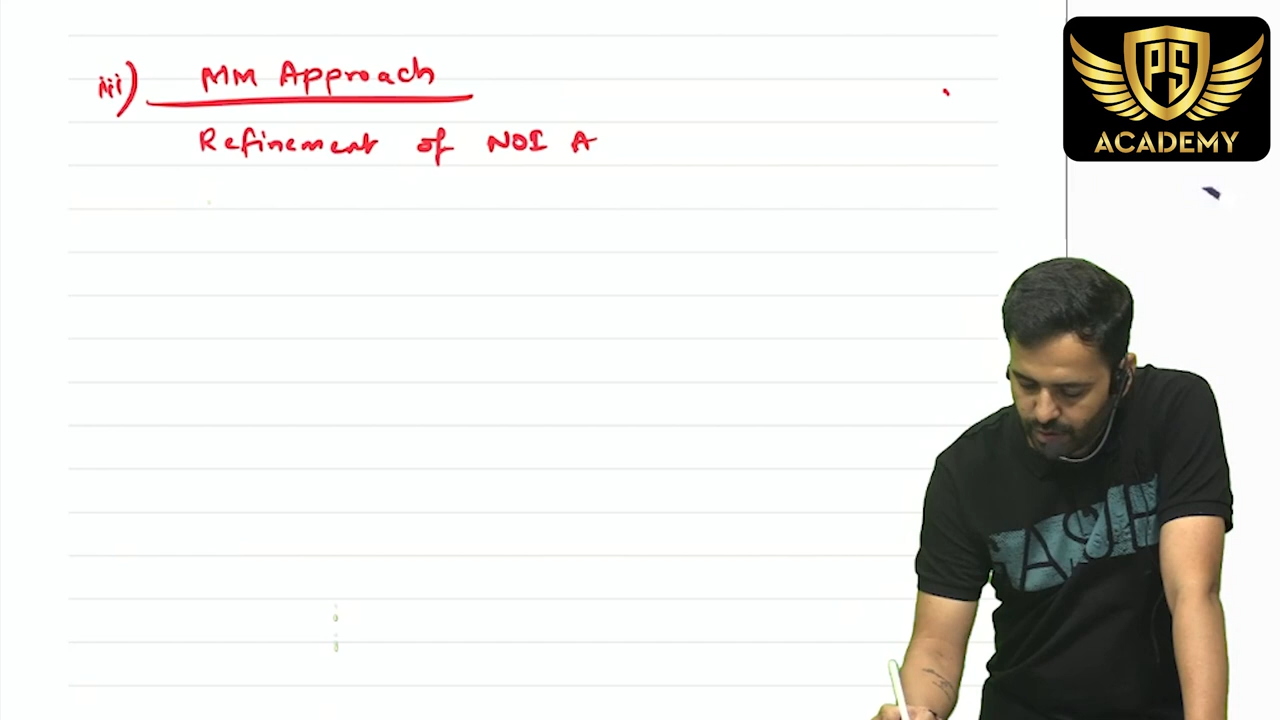 iii) MM Approach
Refinement of NOI A
PS
ACADEMY